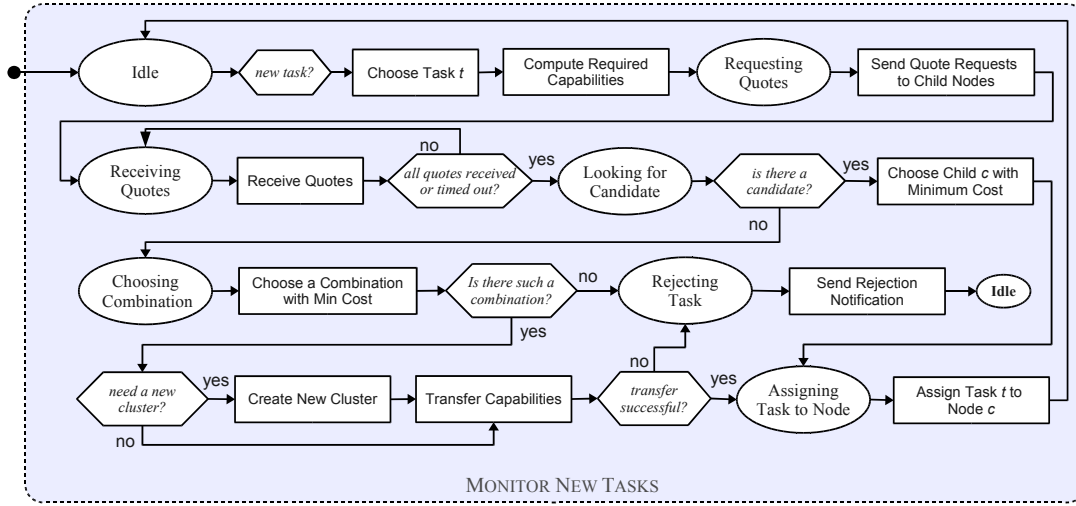 Idle
new task?
Choose Task t
Compute Required
Capabilities
Requesting
Quotes
Send Quote Requests
to Child Nodes
Receiving
Quotes
Receive Quotes
no
all quotes received
or timed out?
yes
Looking for
Candidate
is there a
candidate?
yes
no
Choose Child c with
Minimum Cost
Choosing
Combination
Choose a Combination
with Min Cost
Is there such a
combination?
no
yes
Rejecting
Task
Send Rejection
Notification
Idle
need a new
cluster?
yes
no
Create New Cluster
Transfer Capabilities
no
transfer
successful?
yes
Assigning
Task to Node
Assign Task t to
Node c
MONITOR NEW TASKS